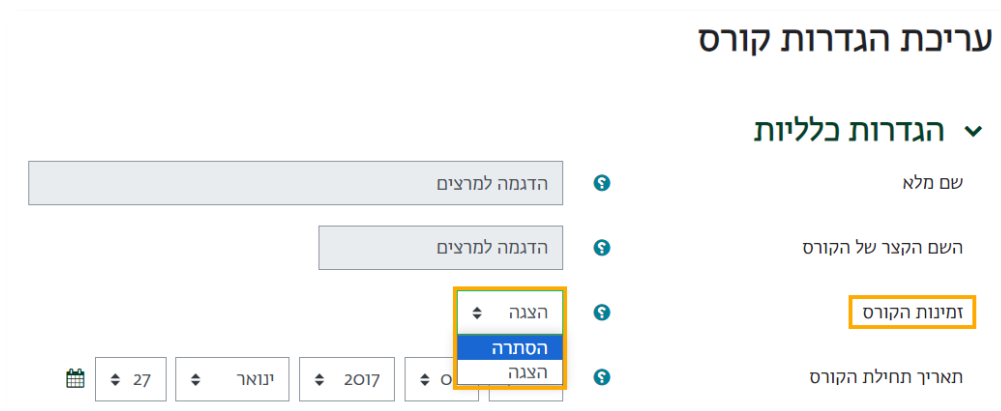 עריכת הגדרות קורס
הגדרות כלליות
שם מלא
הדגמה למרצים
השם הקצר של הקורס
הדגמה למרצים
זמינות הקורס
הצגה
הסתרה
הצגה
תאריך תחילת הקורס
2017 ינואר 27